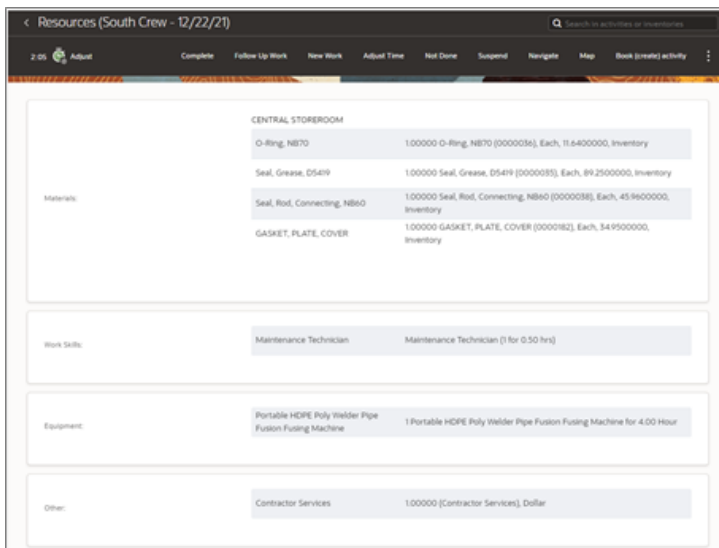 Resources (South Crew - 12/22/21)
Search in activities or inventories
2:05 Adjust Complete Follow Up Work New Work Adjust Time Not Done Suspend Navigate Map Book (create) activity
Materials:
CENTRAL STOREROOM
O-Ring, NB70 1.00000 O-Ring, NB70 (0000036), Each, 11.6400000, Inventory
Seal, Grease, D5419 1.00000 Seal, Grease, D5419 (0000035), Each, 89.2500000, Inventory
Seal, Rod, Connecting, NB60 1.00000 Seal, Rod, Connecting, NB60 (0000038), Each, 45.9600000,
Inventory
GASKET, PLATE, COVER 1.00000 GASKET, PLATE, COVER (0000182), Each, 34.9500000,
Inventory
Work Skills: Maintenance Technician Maintenance Technician (1 for 0.50 hrs)
Equipment: Portable HDPE Poly Welder Pipe
Fusion Fusing Machine 1 Portable HDPE Poly Welder Pipe Fusion Fusing Machine for 4.00 Hour
Other: Contractor Services 1.00000 (Contractor Services), Dollar